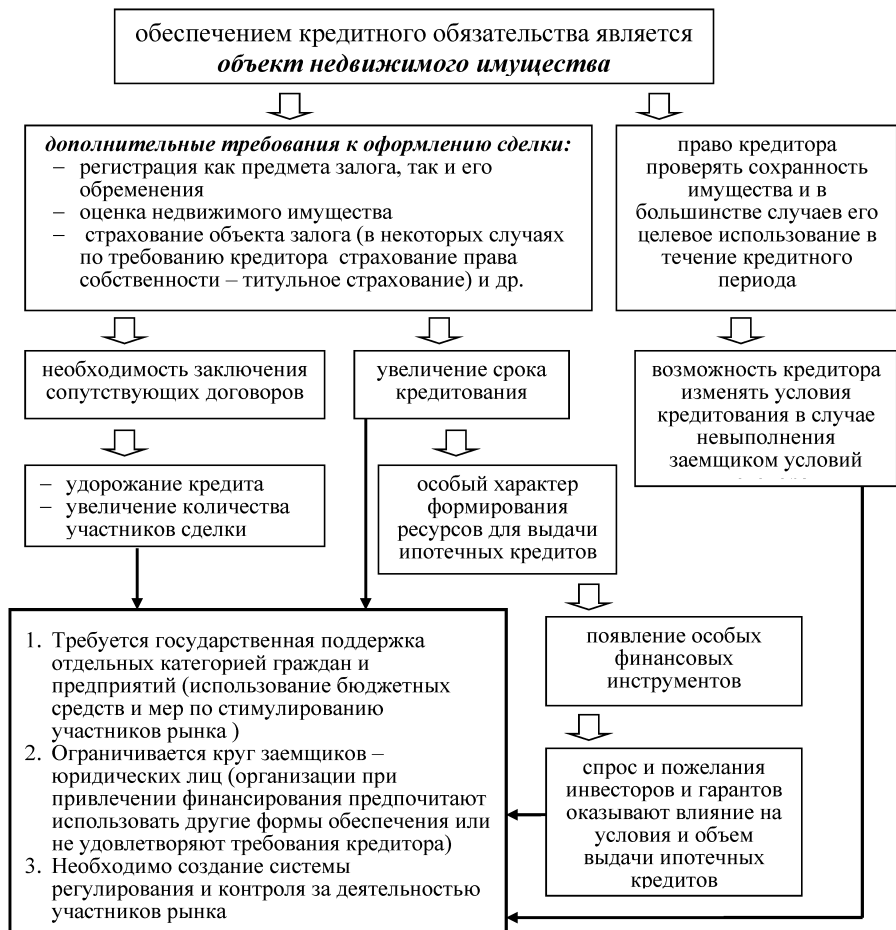 обеспечением кредитного обязательства является
объект недвижимого имущества
дополнительные требования к оформлению сделки:
– регистрация как предмета залога, так и его
обременения
– оценка недвижимого имущества
– страхование объекта залога (в некоторых случаях
по требованию кредитора страхование права
собственности – титульное страхование) и др.
право кредитора
проверять сохранность
имущества и в
большинстве случаев его
целевое использование в
течение кредитного
периода
необходимость заключения
сопутствующих договоров
увеличение срока
кредитования
возможность кредитора
изменять условия
кредитования в случае
невыполнения
заемщиком условий
– удорожание кредита
– увеличение количества
участников сделки
особый характер
формирования
ресурсов для выдачи
ипотечных кредитов
1. Требуется государственная поддержка
отдельных категорией граждан и
предприятий (использование бюджетных
средств и мер по стимулированию
участников рынка )
2. Ограничивается круг заемщиков –
юридических лиц (организации при
привлечении финансирования предпочитают
использовать другие формы обеспечения или
не удовлетворяют требования кредитора)
3. Необходимо создание системы
регулирования и контроля за деятельностью
участников рынка
появление особых
финансовых
инструментов
спрос и пожелания
инвесторов и гарантов
оказывают влияние на
условия и объем
выдачи ипотечных
кредитов